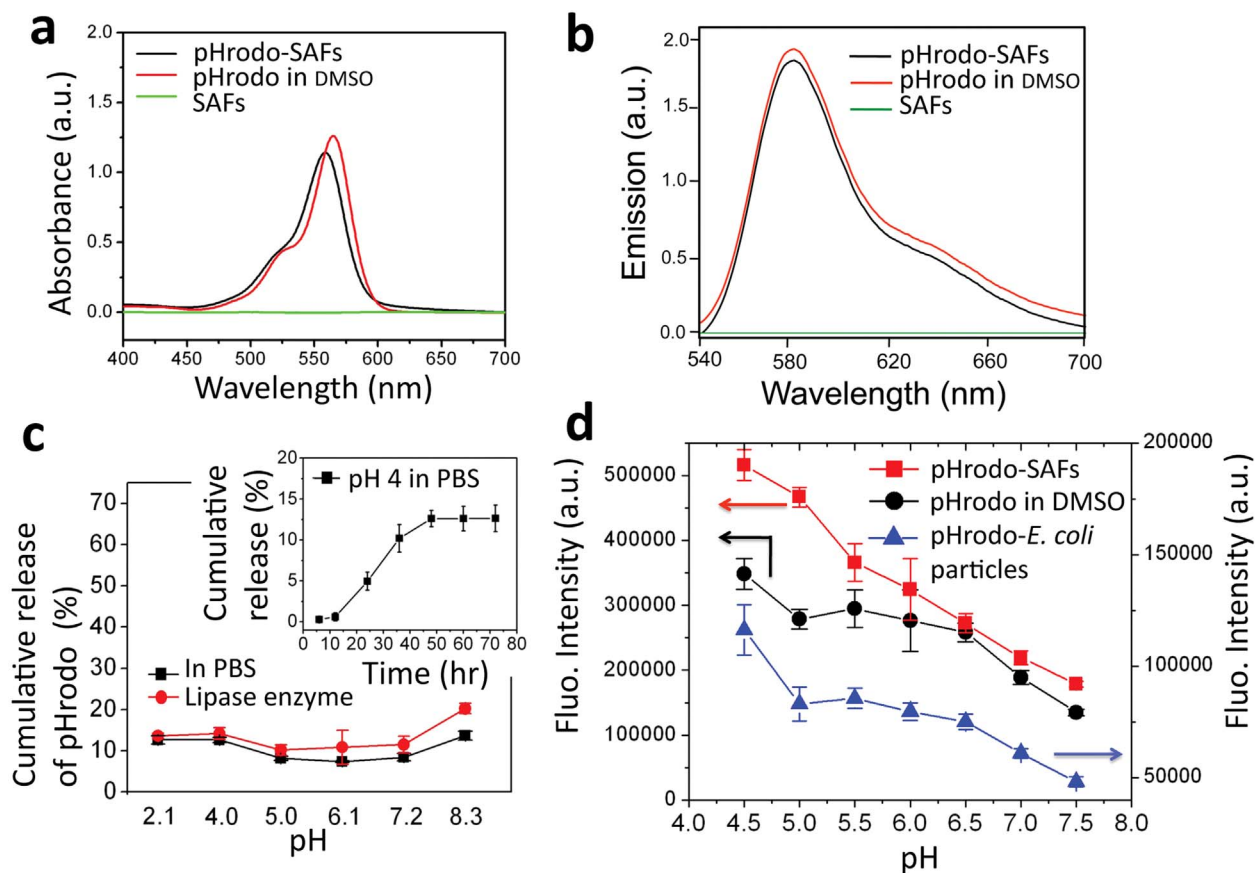 a
2.0
1.5
1.0
0.5
0.0
Absorbance (a.u.)
pHrodo-SAFs
pHrodo in DMSO
SAFs
400 450 500 550 600 650 700
Wavelength (nm)
b
2.0
1.5
1.0
0.5
0.0
Emission (a.u.)
pHrodo-SAFs
pHrodo in DMSO
SAFs
540 580 620 660 700
Wavelength (nm)
c
70
60
50
40
30
20
10
0
Cumulative release
of pHrodo (%)
In PBS
Lipase enzyme
2.1 4.0 5.0 6.1 7.2 8.3
pH
20
15
10
5
0
Cumulative
release (%)
pH 4 in PBS
0 10 20 30 40 50 60 70 80
Time (hr)
d
500000
400000
300000
200000
100000
0
Fluo. Intensity (a.u.)
pHrodo-SAFs
pHrodo in DMSO
pHrodo-E. coli
particles
200000
150000
100000
50000
Fluo. Intensity (a.u.)
4.0 4.5 5.0 5.5 6.0 6.5 7.0 7.5 8.0
pH